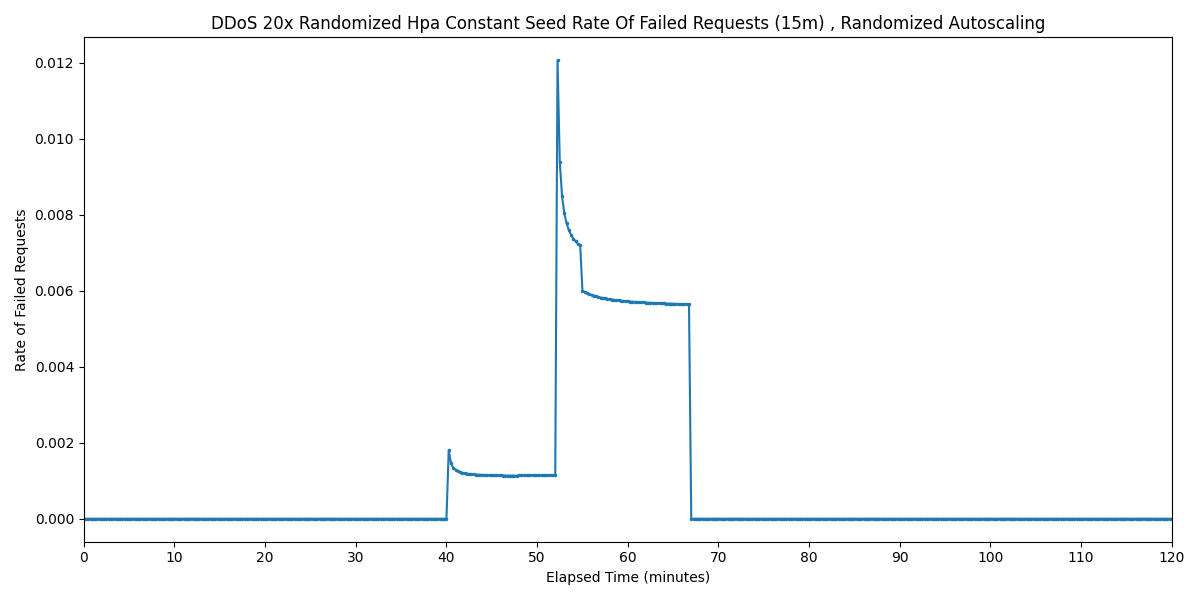 DDoS 20x Randomized Hpa Constant Seed Rate Of Failed Requests (15m) , Randomized Autoscaling
0.012
0.010
0.008
0.006
0.004
0.002
0.000
Rate of Failed Requests
0 10 20 30 40 50 60 70 80 90 100 110 120
Elapsed Time (minutes)